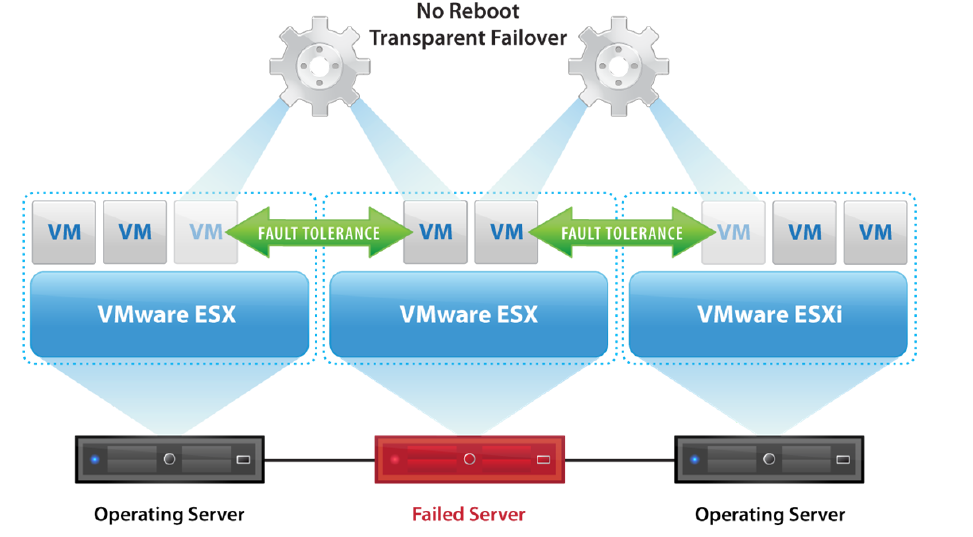 No Reboot
Transparent Failover
VM VM VM FAULT TOLERANCE VM VM FAULT TOLERANCE VM VM VM
VMware ESX VMware ESX VMware ESXi
Operating Server Failed Server Operating Server